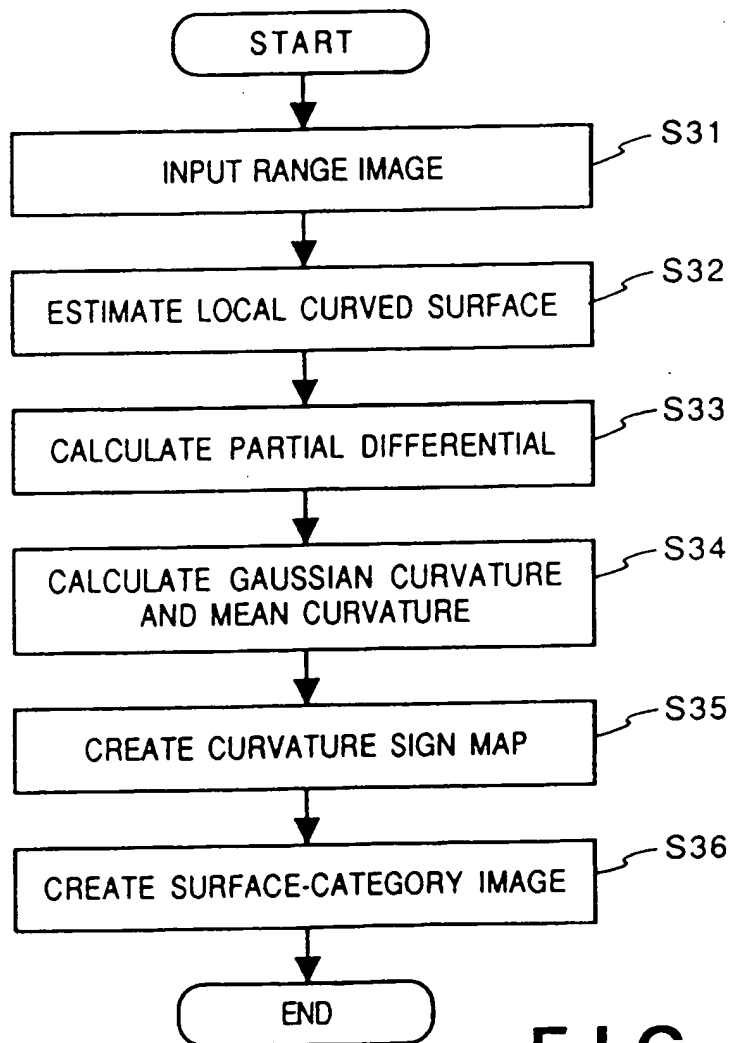 START
INPUT RANGE IMAGE
S31
ESTIMATE LOCAL CURVED SURFACE
S32
CALCULATE PARTIAL DIFFERENTIAL
S33
CALCULATE GAUSSIAN CURVATURE
AND MEAN CURVATURE
S34
CREATE CURVATURE SIGN MAP
S35
CREATE SURFACE-CATEGORY IMAGE
S36
END